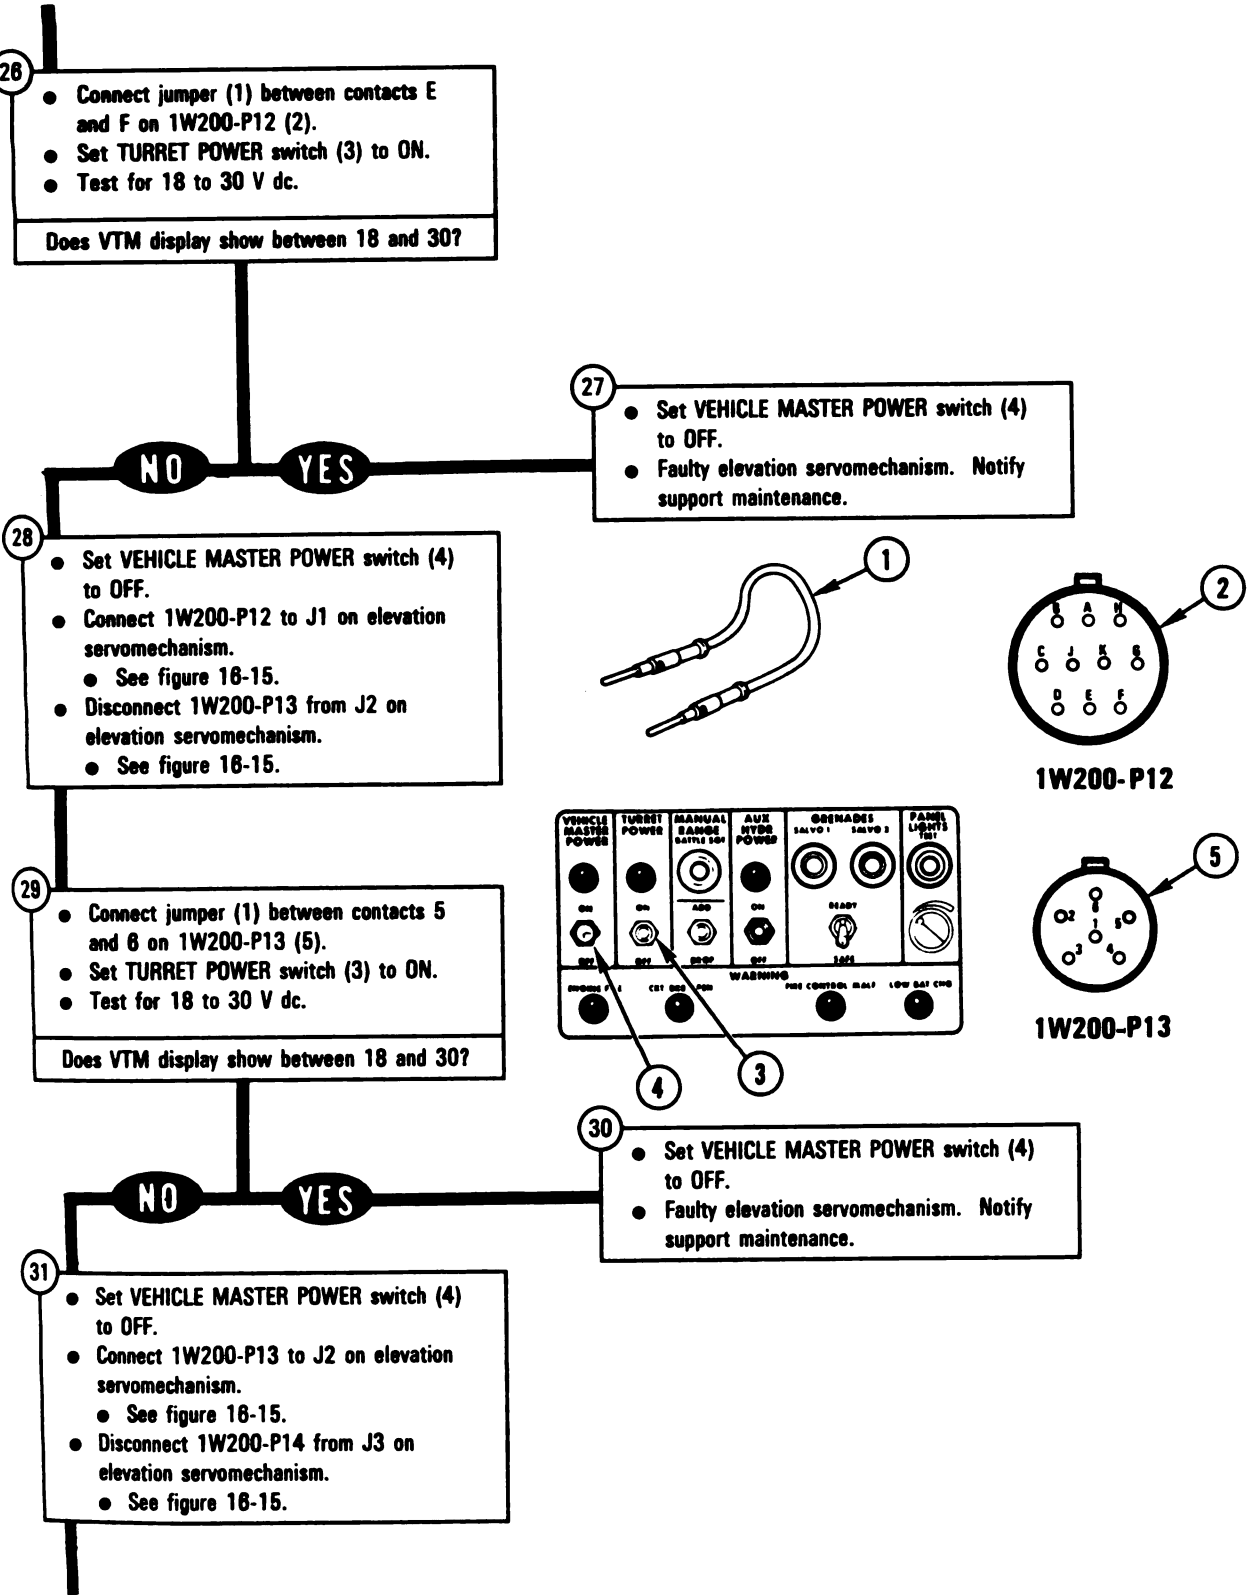 26
● Connect jumper (1) between contacts E
and F on 1W200-P12 (2).
● Set TURRET POWER switch (3) to ON.
● Test for 18 to 30 V dc.
Does VTM display show between 18 and 30?
NO
YES
27
● Set VEHICLE MASTER POWER switch (4)
to OFF.
● Faulty elevation servomechanism. Notify
support maintenance.
28
● Set VEHICLE MASTER POWER switch (4)
to OFF.
● Connect 1W200-P12 to J1 on elevation
servomechanism.
● See figure 16-15.
● Disconnect 1W200-P13 from J2 on
elevation servomechanism.
● See figure 16-15.
1
2
B A H
C J K G
D E F
1W200-P12
29
● Connect jumper (1) between contacts 5
and 6 on 1W200-P13 (5).
● Set TURRET POWER switch (3) to ON.
● Test for 18 to 30 V dc.
Does VTM display show between 18 and 30?
VEHICLE
MASTER
POWER
ON
OFF
TURRET
POWER
ON
OFF
MANUAL
RANGE
BATTLE SGT
ADD
DROP
AUX
HYDR
POWER
ON
OFF
GRENADES
SALVO 1 SALVO 2
READY
SAFE
PANEL
LIGHTS
TEST
WARNING
FIRE CONTROL MALF
LOW BAT CHG
4
3
5
6
2 1 5
3 4
1W200-P13
NO
YES
30
● Set VEHICLE MASTER POWER switch (4)
to OFF.
● Faulty elevation servomechanism. Notify
support maintenance.
31
● Set VEHICLE MASTER POWER switch (4)
to OFF.
● Connect 1W200-P13 to J2 on elevation
servomechanism.
● See figure 16-15.
● Disconnect 1W200-P14 from J3 on
elevation servomechanism.
● See figure 16-15.